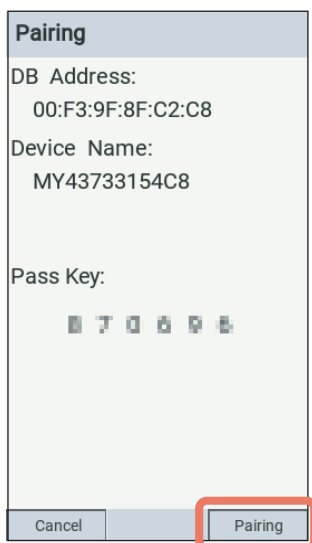 Pairing
DB Address:
00:F3:9F:8F:C2:C8
Device Name:
MY43733154C8
Pass Key:
Cancel Pairing